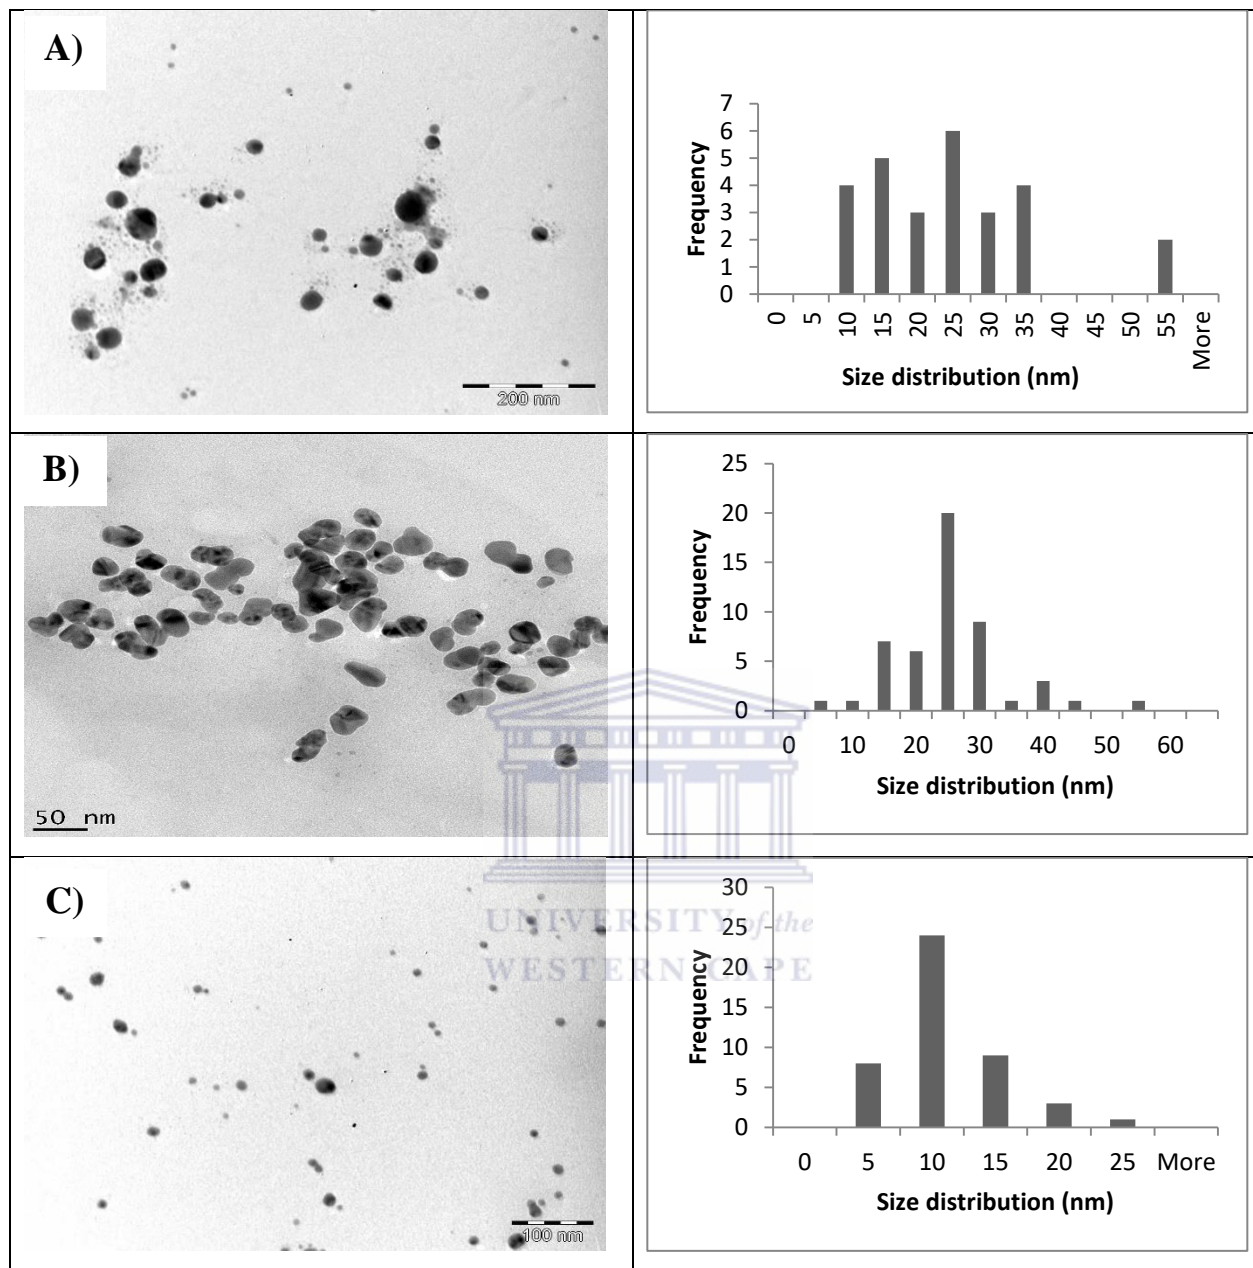 A)
200 nm
7
6
5
4
3
2
1
0
Frequency
0 5 10 15 20 25 30 35 40 45 50 55 More
Size distribution (nm)
B)
50 nm
25
20
15
10
5
0
Frequency
0 10 20 30 40 50 60
Size distribution (nm)
C)
100 nm
30
25
20
15
10
5
0
Frequency
0 5 10 15 20 25 More
Size distribution (nm)
UNIVERSITY of the
WESTERN CAPE